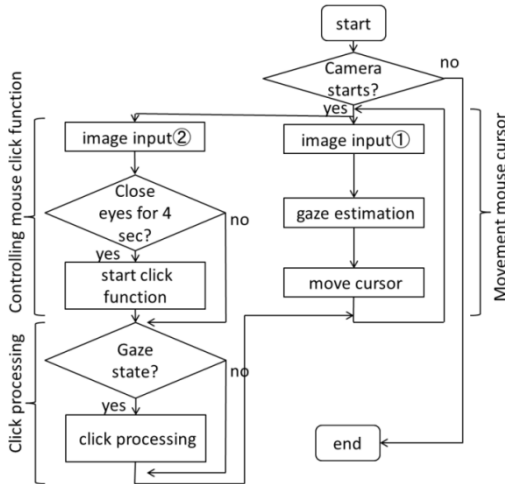 start
Camera
starts?
no
yes
image input②
image input①
Close
eyes for 4
sec?
no
yes
gaze estimation
start click
function
move cursor
Gaze
state?
no
yes
click processing
end
Controlling mouse click function
Click processing
Movement mouse cursor